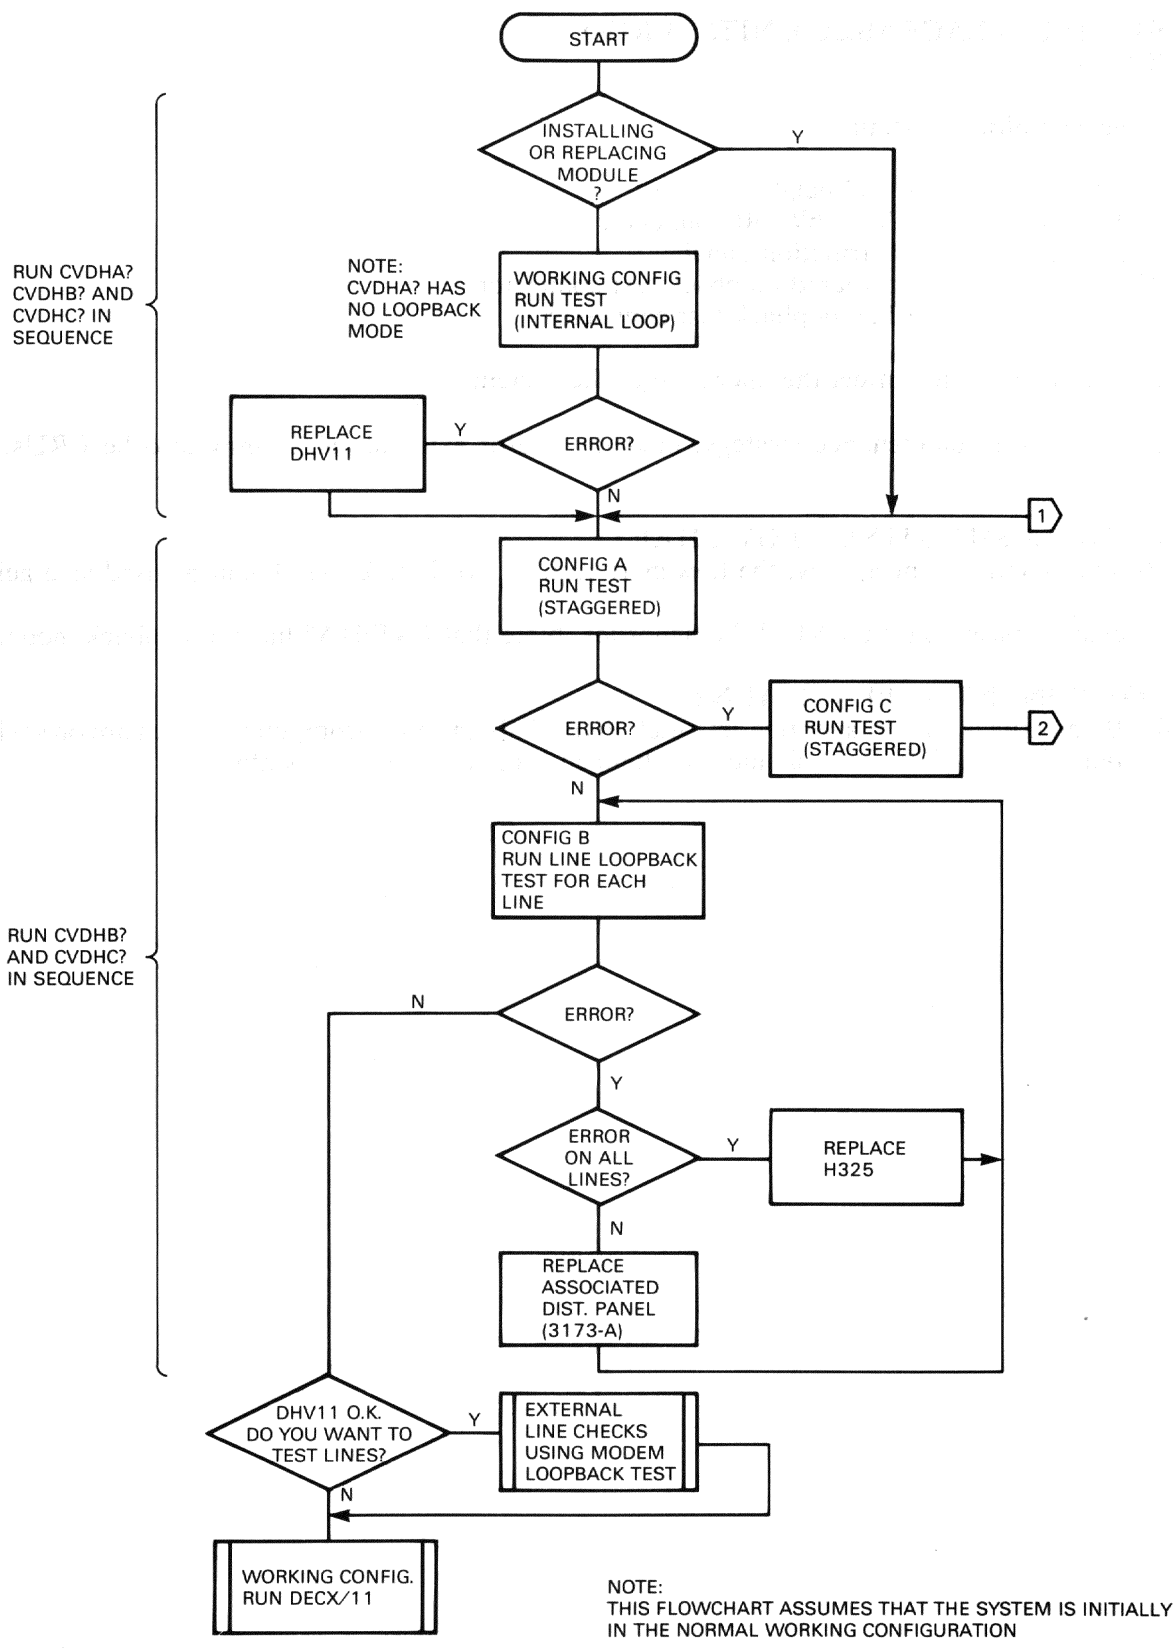 START
INSTALLING
OR REPLACING
MODULE
?
Y
RUN CVDHA?
CVDHB? AND
CVDHC? IN
SEQUENCE
NOTE:
CVDHA? HAS
NO LOOPBACK
MODE
WORKING CONFIG
RUN TEST
(INTERNAL LOOP)
REPLACE
DHV11
Y
ERROR?
N
1
CONFIG A
RUN TEST
(STAGGERED)
ERROR?
Y
CONFIG C
RUN TEST
(STAGGERED)
2
N
CONFIG B
RUN LINE LOOPBACK
TEST FOR EACH
LINE
RUN CVDHB?
AND CVDHC?
IN SEQUENCE
N
ERROR?
Y
ERROR
ON ALL
LINES?
Y
REPLACE
H325
N
REPLACE
ASSOCIATED
DIST. PANEL
(3173-A)
DHV11 O.K.
DO YOU WANT TO
TEST LINES?
Y
EXTERNAL
LINE CHECKS
USING MODEM
LOOPBACK TEST
N
WORKING CONFIG.
RUN DECX/11
NOTE:
THIS FLOWCHART ASSUMES THAT THE SYSTEM IS INITIALLY
IN THE NORMAL WORKING CONFIGURATION